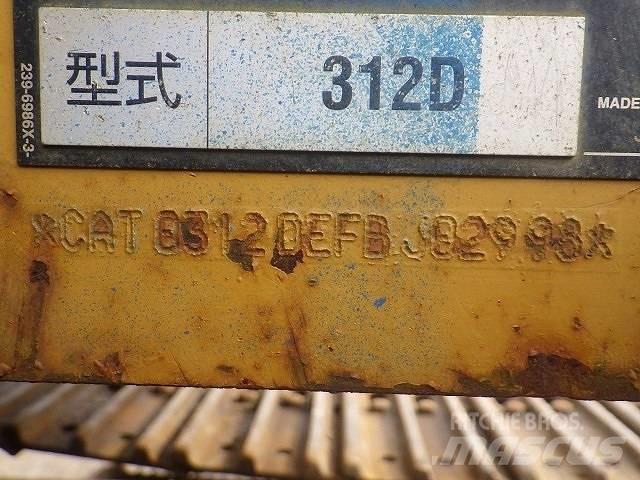 型式 312D
239-6986X-3-
MADE
*CAT0312DEFBJ02998*
RITCHIE BROS.
MASCUS